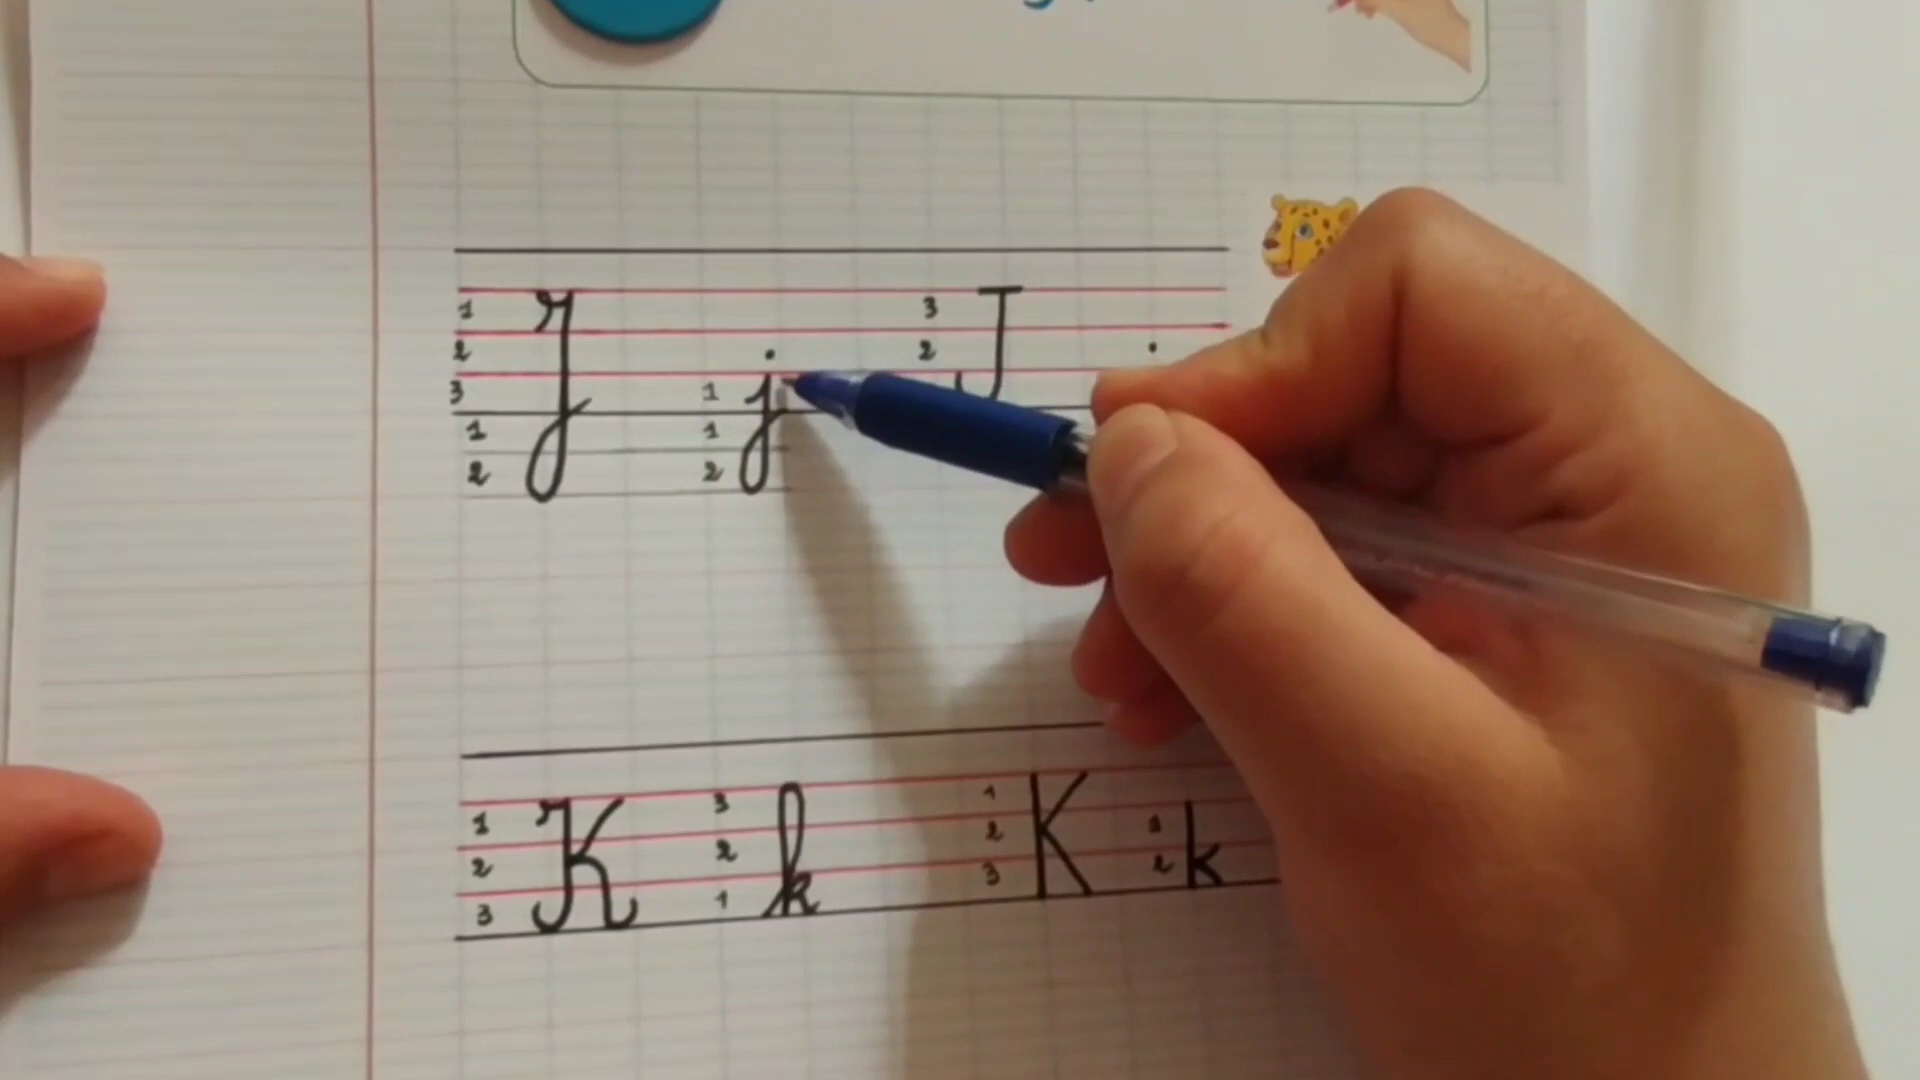 1 J 3 J
2 j 2
3 1
1 1
2 2
1 K 3 k 1 K 1 k
2 2 2 2
3 1 3